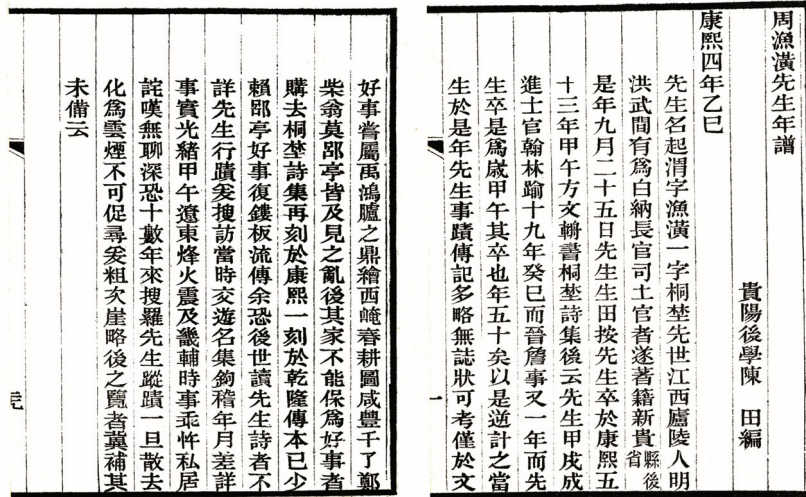 周漁潢先生年譜
貴陽後學陳田編
康熙四年乙巳
先生名起渭字漁潢一字桐埜先世江西廬陵人明
洪武間有爲白納長官司土官者遂著籍新貴縣後省
是年九月二十五日先生生田按先生卒於康熙五
十三年甲午方文輈書桐埜詩集後云先生甲戌成
進士官翰林踰十九年癸巳而晉詹事又一年而先
生卒是爲歲甲午其卒也年五十矣以是逆計之當
生於是年先生事蹟傳記多略無誌狀可考僅於文
一
好事嘗屬禹鴻臚之鼎繪西崦春耕圖咸豐千了鄭
柴翁莫郘亭皆及見之亂後其家不能保爲好事者
購去桐埜詩集再刻於康熙一刻於乾隆傳本已少
賴郘亭好事復鏤板流傳余恐後世讀先生詩者不
詳先生行蹟爰搜訪當時交遊名集鉤稽年月差詳
事實光緒甲午遼東烽火震及畿輔時事乖忤私居
詫嘆無聊深恐十數年來搜羅先生蹤蹟一旦散去
化爲雲煙不可促尋爰粗次崖略後之覽者冀補其
未備云